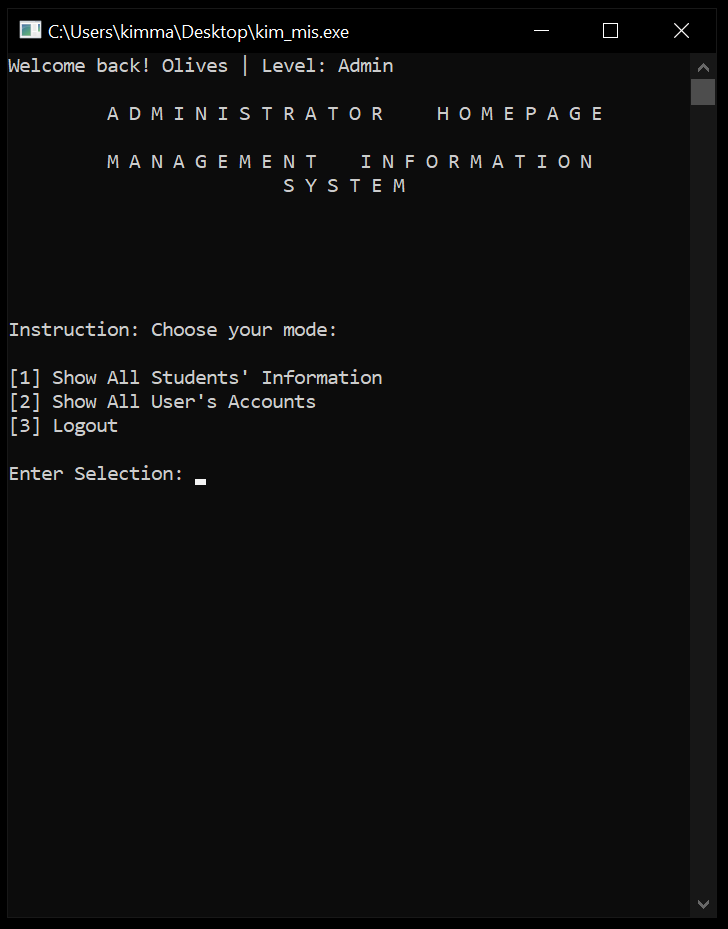 C:\Users\kimma\Desktop\kim_mis.exe
Welcome back! Olives | Level: Admin
A D M I N I S T R A T O R   H O M E P A G E
M A N A G E M E N T   I N F O R M A T I O N
S Y S T E M
Instruction: Choose your mode:
[1] Show All Students' Information
[2] Show All User's Accounts
[3] Logout
Enter Selection: